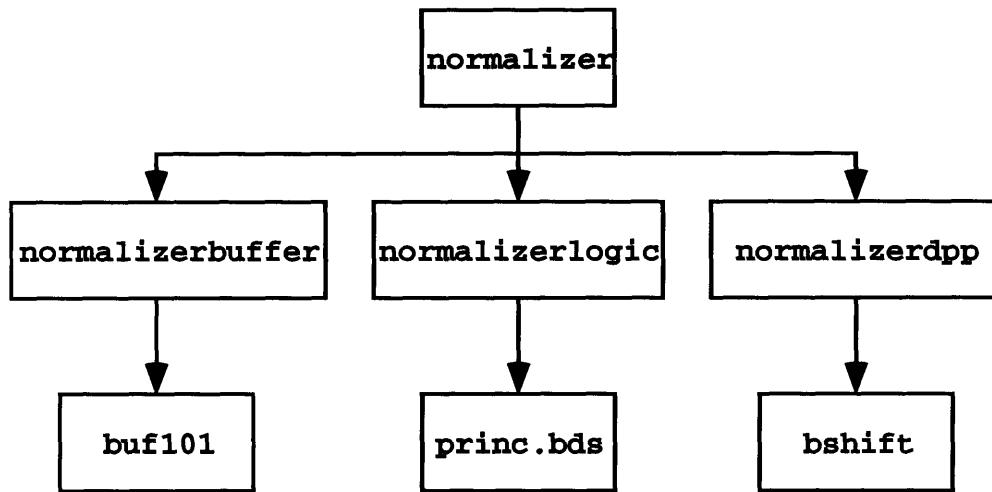 normalizer
normalizerbuffer
normalizerlogic
normalizerdpp
buf101
princ.bds
bshift